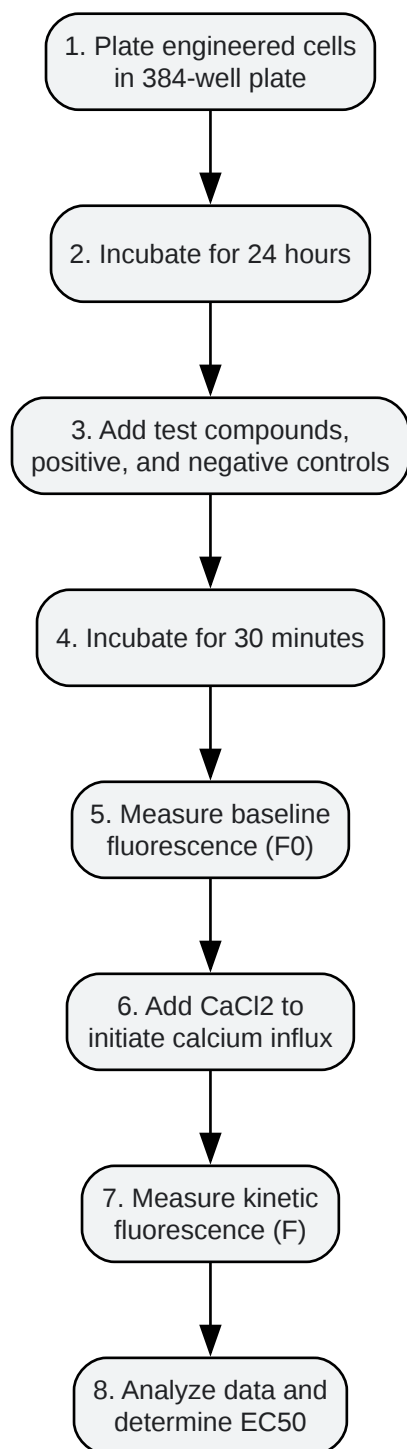 1. Plate engineered cells
in 384-well plate
2. Incubate for 24 hours
3. Add test compounds,
positive, and negative controls
4. Incubate for 30 minutes
5. Measure baseline
fluorescence (F0)
6. Add CaCl2 to
initiate calcium influx
7. Measure kinetic
fluorescence (F)
8. Analyze data and
determine EC50